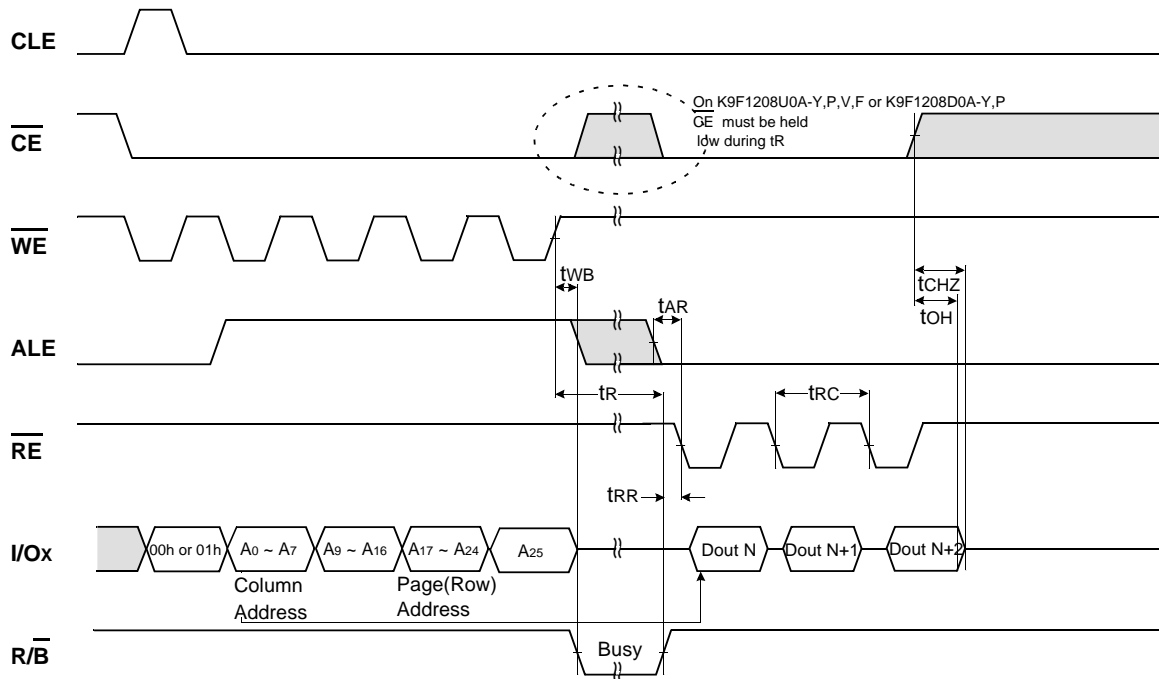 CLE
On K9F1208U0A-Y,P,V,F or K9F1208D0A-Y,P
CE must be held
low during tR
CE
WE
tWB
tCHZ
tAR
tOH
ALE
tR
tRC
RE
tRR
I/Ox
00h or 01h
A0 ~ A7
A9 ~ A16
A17 ~ A24
A25
Dout N
Dout N+1
Dout N+2
Column
Address
Page(Row)
Address
R/B
Busy